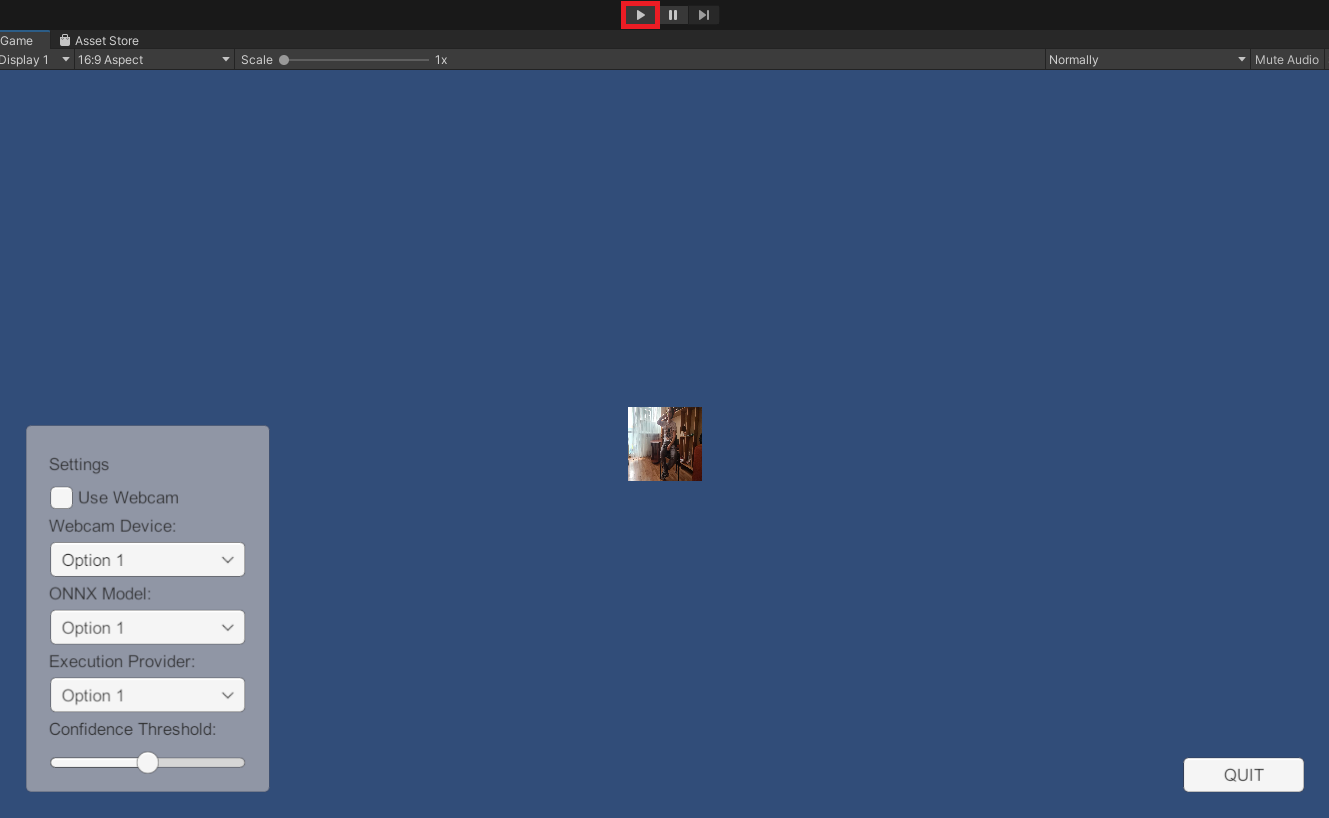 Game
Asset Store
Display 1
16:9 Aspect
Scale
1x
Normally
Mute Audio
Settings
Use Webcam
Webcam Device:
Option 1
ONNX Model:
Option 1
Execution Provider:
Option 1
Confidence Threshold:
QUIT